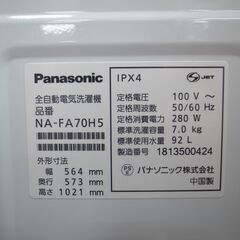 Panasonic
全自動電気洗濯機
品番
NA-FA70H5
外形寸法
幅 564 mm
奥行 573 mm
高さ 1021 mm
IPX4
S JET
定格電圧 100 V～
定格周波数 50/60 Hz
定格消費電力 280 W
標準洗濯容量 7.0 kg
標準使用水量 92 L
1813500424
PS E
パナソニック株式会社
中国製